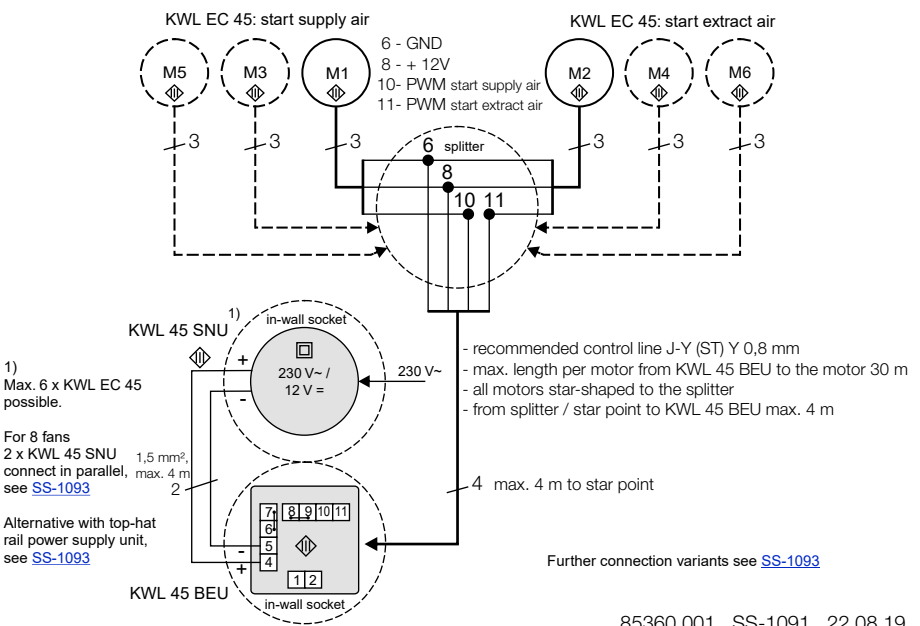 KWL EC 45: start supply air
KWL EC 45: start extract air
M5
M3
M1
6 - GND
8 - + 12V
10- PWM start supply air
11- PWM start extract air
M2
M4
M6
3
3
3
3
3
3
6 splitter
8
10 11
1)
Max. 6 x KWL EC 45
possible.
For 8 fans
2 x KWL 45 SNU
connect in parallel,
see SS-1093
Alternative with top-hat
rail power supply unit,
see SS-1093
KWL 45 SNU
1)
in-wall socket
+
-
230 V~ /
12 V =
230 V~
1,5 mm²,
max. 4 m
2
- recommended control line J-Y (ST) Y 0,8 mm
- max. length per motor from KWL 45 BEU to the motor 30 m
- all motors star-shaped to the splitter
- from splitter / star point to KWL 45 BEU max. 4 m
4 max. 4 m to star point
7 8 9 10 11
6
- 5
+ 4
1 2
KWL 45 BEU
in-wall socket
Further connection variants see SS-1093
85360.001 SS-1091 22.08.19